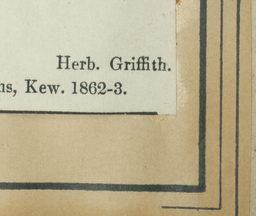 Herb. Griffith.
ns, Kew. 1862-3.